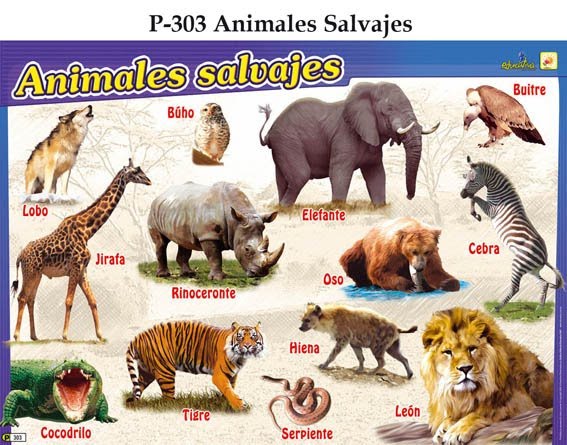 P-303 Animales Salvajes
Animales salvajes
educativa
Búho
Buitre
Lobo
Elefante
Jirafa
Cebra
Rinoceronte
Oso
Hiena
Tigre
León
Cocodrilo
Serpiente
P 303